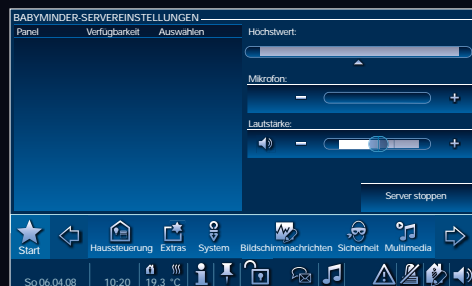 BABYMINDER-SERVEREINSTELLUNGEN
Panel Verfügbarkeit Auswählen
Höchstwert:
Mikrofon:
Lautstärke:
Server stoppen
Start Haussteuerung Extras System Bildschirmnachrichten Sicherheit Multimedia
So 06.04.08 10:20 19.3 °C